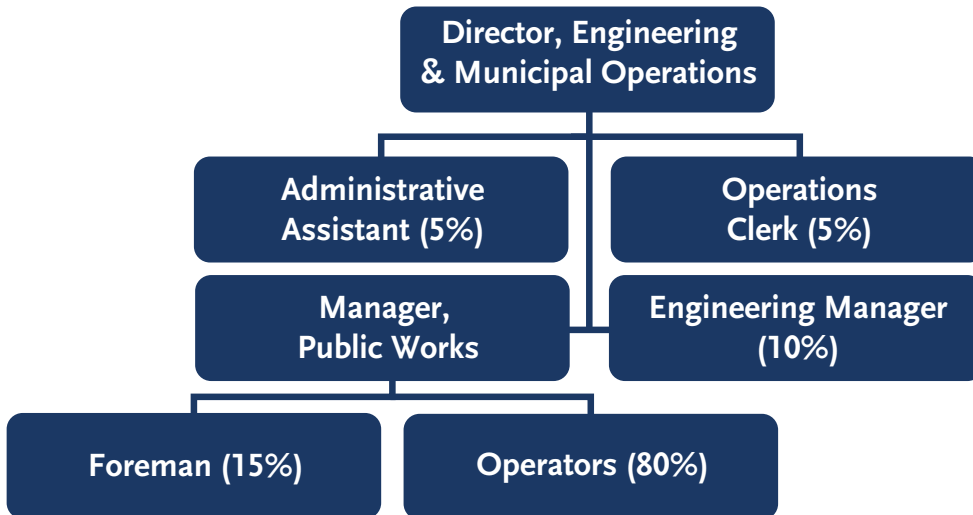 Director, Engineering
& Municipal Operations
Administrative
Assistant (5%)
Operations
Clerk (5%)
Manager,
Public Works
Engineering Manager
(10%)
Foreman (15%)
Operators (80%)